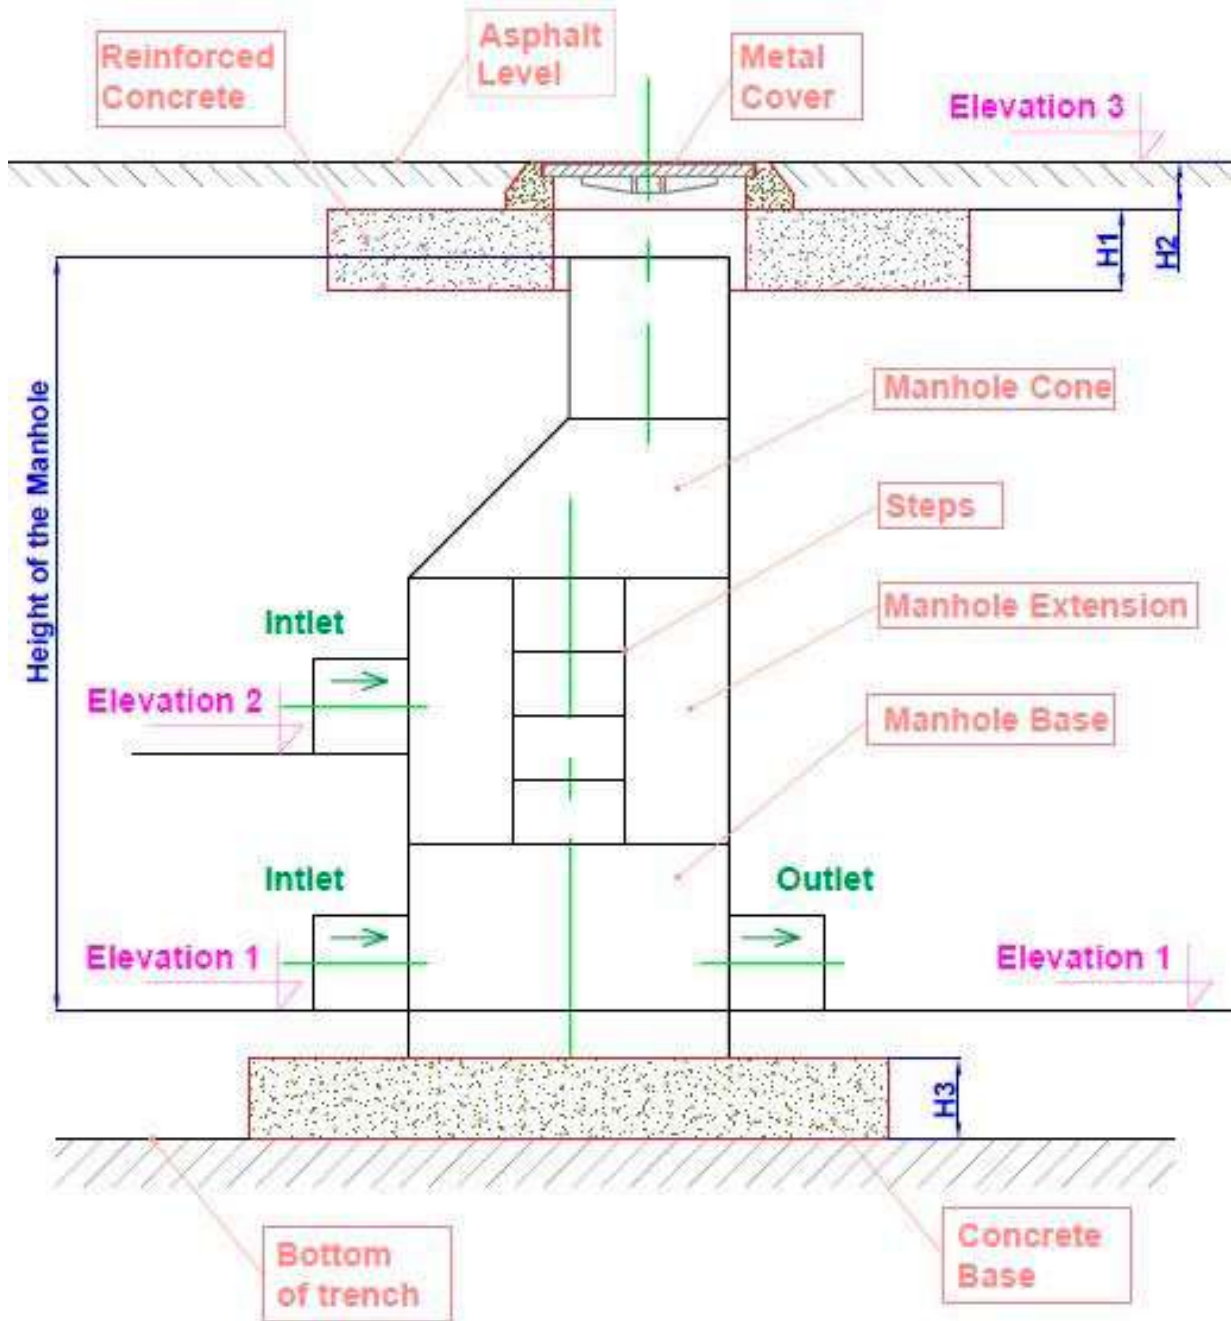 Reinforced
Concrete
Asphalt
Level
Metal
Cover
Elevation 3
H1
H2
Height of the Manhole
Manhole Cone
Steps
Intlet
Manhole Extension
Elevation 2
Manhole Base
Intlet
Outlet
Elevation 1
Elevation 1
H3
Bottom
of trench
Concrete
Base